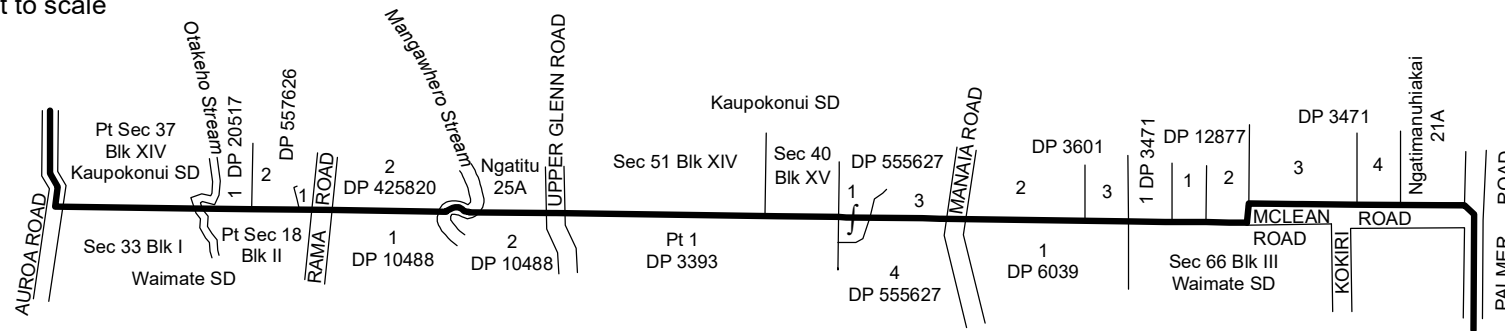 t to scale
Otakeho Stream
Mangawhero Stream
UPPER GLENN ROAD
Kaupokonui SD
MANAIA ROAD
DP 3471
Ngatimanuhiakai
21A
Pt Sec 37
Blk XIV
Kaupokonui SD
1 DP 20517
2
DP 557626
1
RAMA ROAD
2
DP 425820
Ngatitu
25A
Sec 51 Blk XIV
Sec 40
Blk XV
DP 555627
1
3
DP 3601
2
3
1 DP 3471
DP 12877
1
2
3
4
AUROA ROAD
Sec 33 Blk I
Waimate SD
Pt Sec 18
Blk II
1
DP 10488
2
DP 10488
Pt 1
DP 3393
4
DP 555627
1
DP 6039
Sec 66 Blk III
Waimate SD
MCLEAN ROAD
ROAD
KOKIRI
PALMER ROAD